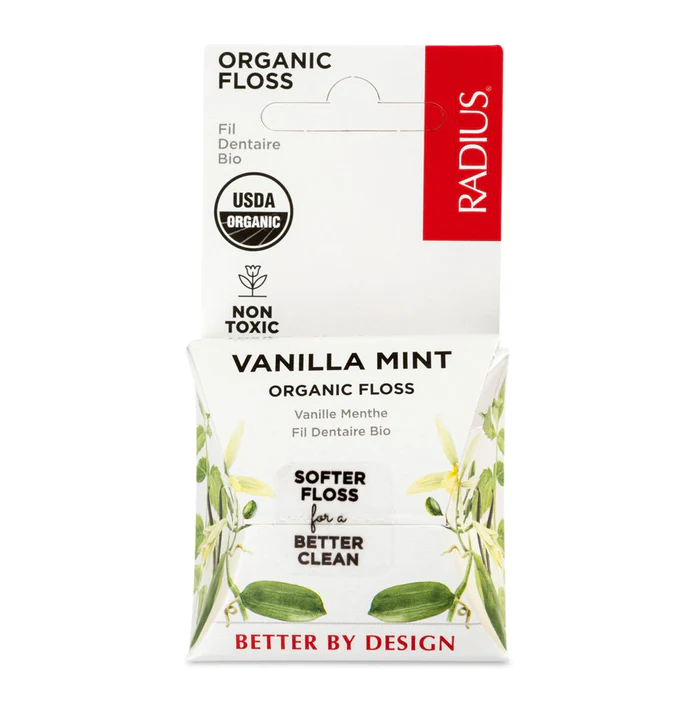 ORGANIC
FLOSS
RADIUS®
Fil
Dentaire
Bio
USDA
ORGANIC
NON
TOXIC
VANILLA MINT
ORGANIC FLOSS
Vanille Menthe
Fil Dentaire Bio
SOFTER
FLOSS
for a
BETTER
CLEAN
BETTER BY DESIGN